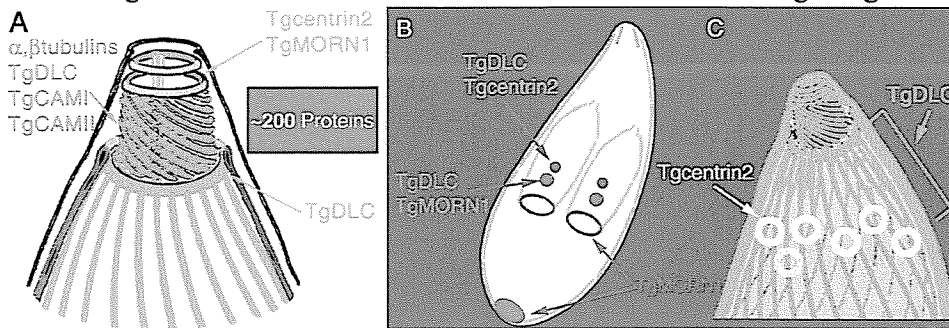 A
α,βtubulins
TgDLC
TgCAMI
TgCAMII
Tgcentrin2
TgMORN1
~200 Proteins
TgDLC
B
TgDLC
Tgcentrin2
TgDLC
TgMORN1
C
TgDLC
Tgcentrin2